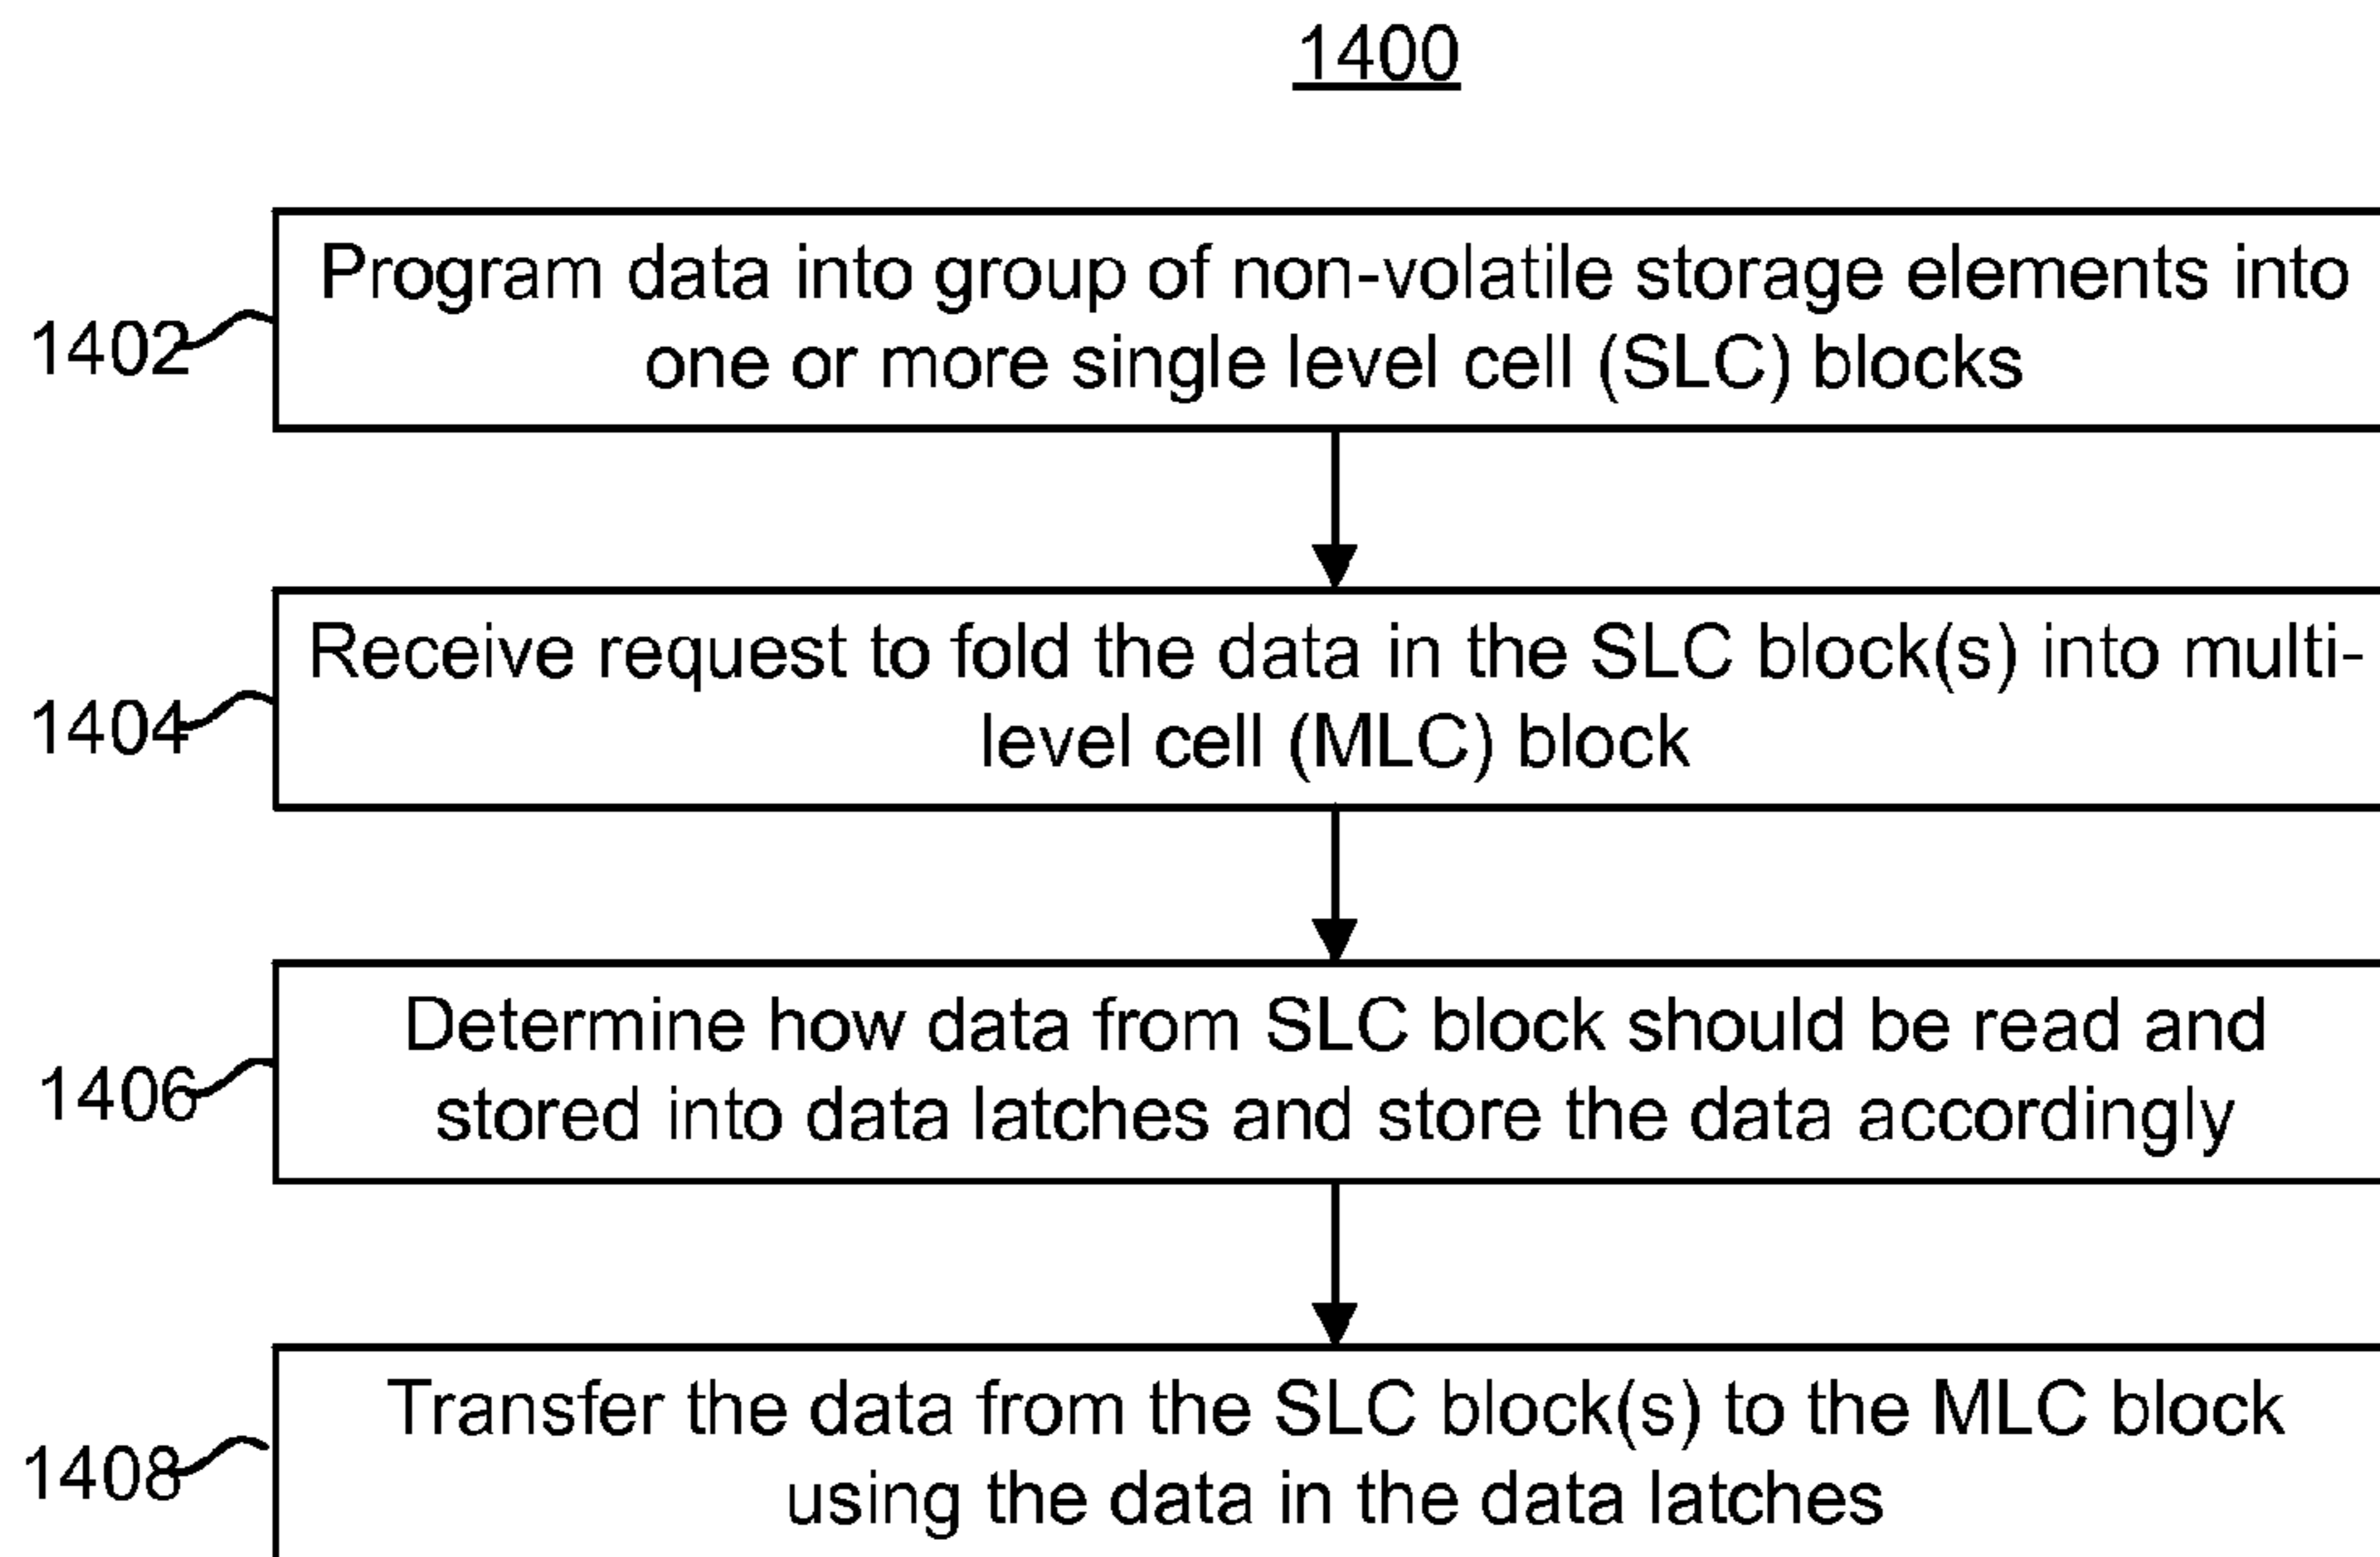 1400
Program data into group of non-volatile storage elements into
one or more single level cell (SLC) blocks
1402
Receive request to fold the data in the SLC block(s) into multi-
level cell (MLC) block
1404
Determine how data from SLC block should be read and
stored into data latches and store the data accordingly
1406
Transfer the data from the SLC block(s) to the MLC block
using the data in the data latches
1408